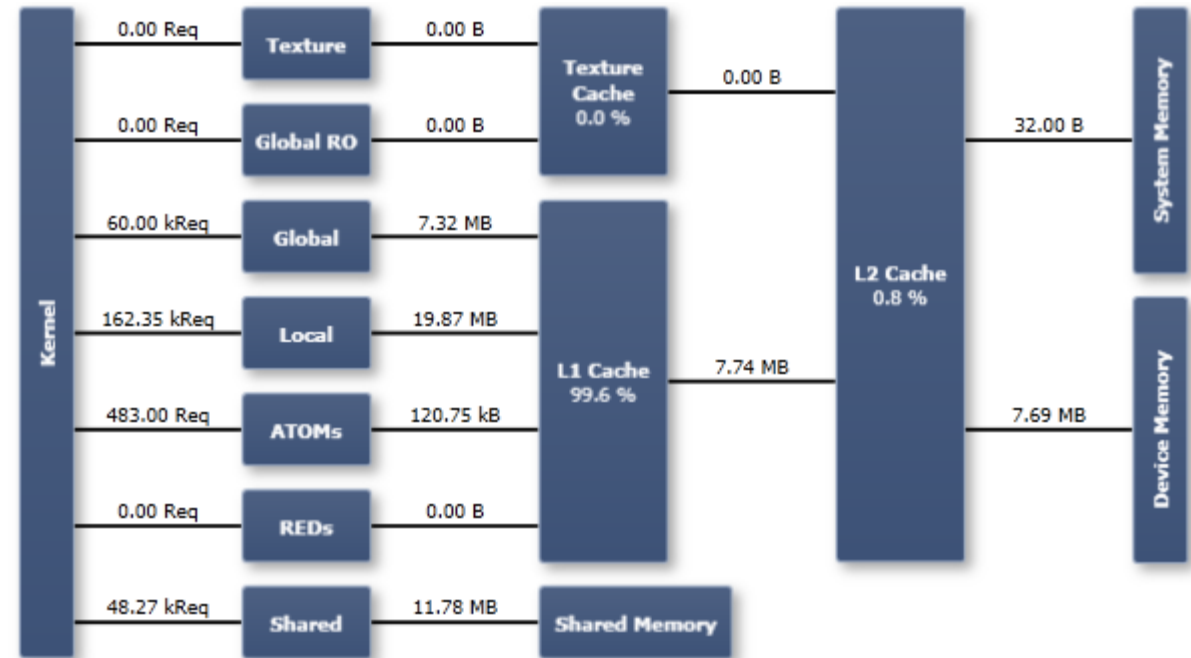 Kernel
0.00 Req
Texture
0.00 B
0.00 Req
Global RO
0.00 B
Texture
Cache
0.0 %
0.00 B
60.00 kReq
Global
7.32 MB
162.35 kReq
Local
19.87 MB
483.00 Req
ATOMs
120.75 kB
0.00 Req
REDs
0.00 B
L1 Cache
99.6 %
7.74 MB
48.27 kReq
Shared
11.78 MB
Shared Memory
L2 Cache
0.8 %
32.00 B
System Memory
7.69 MB
Device Memory